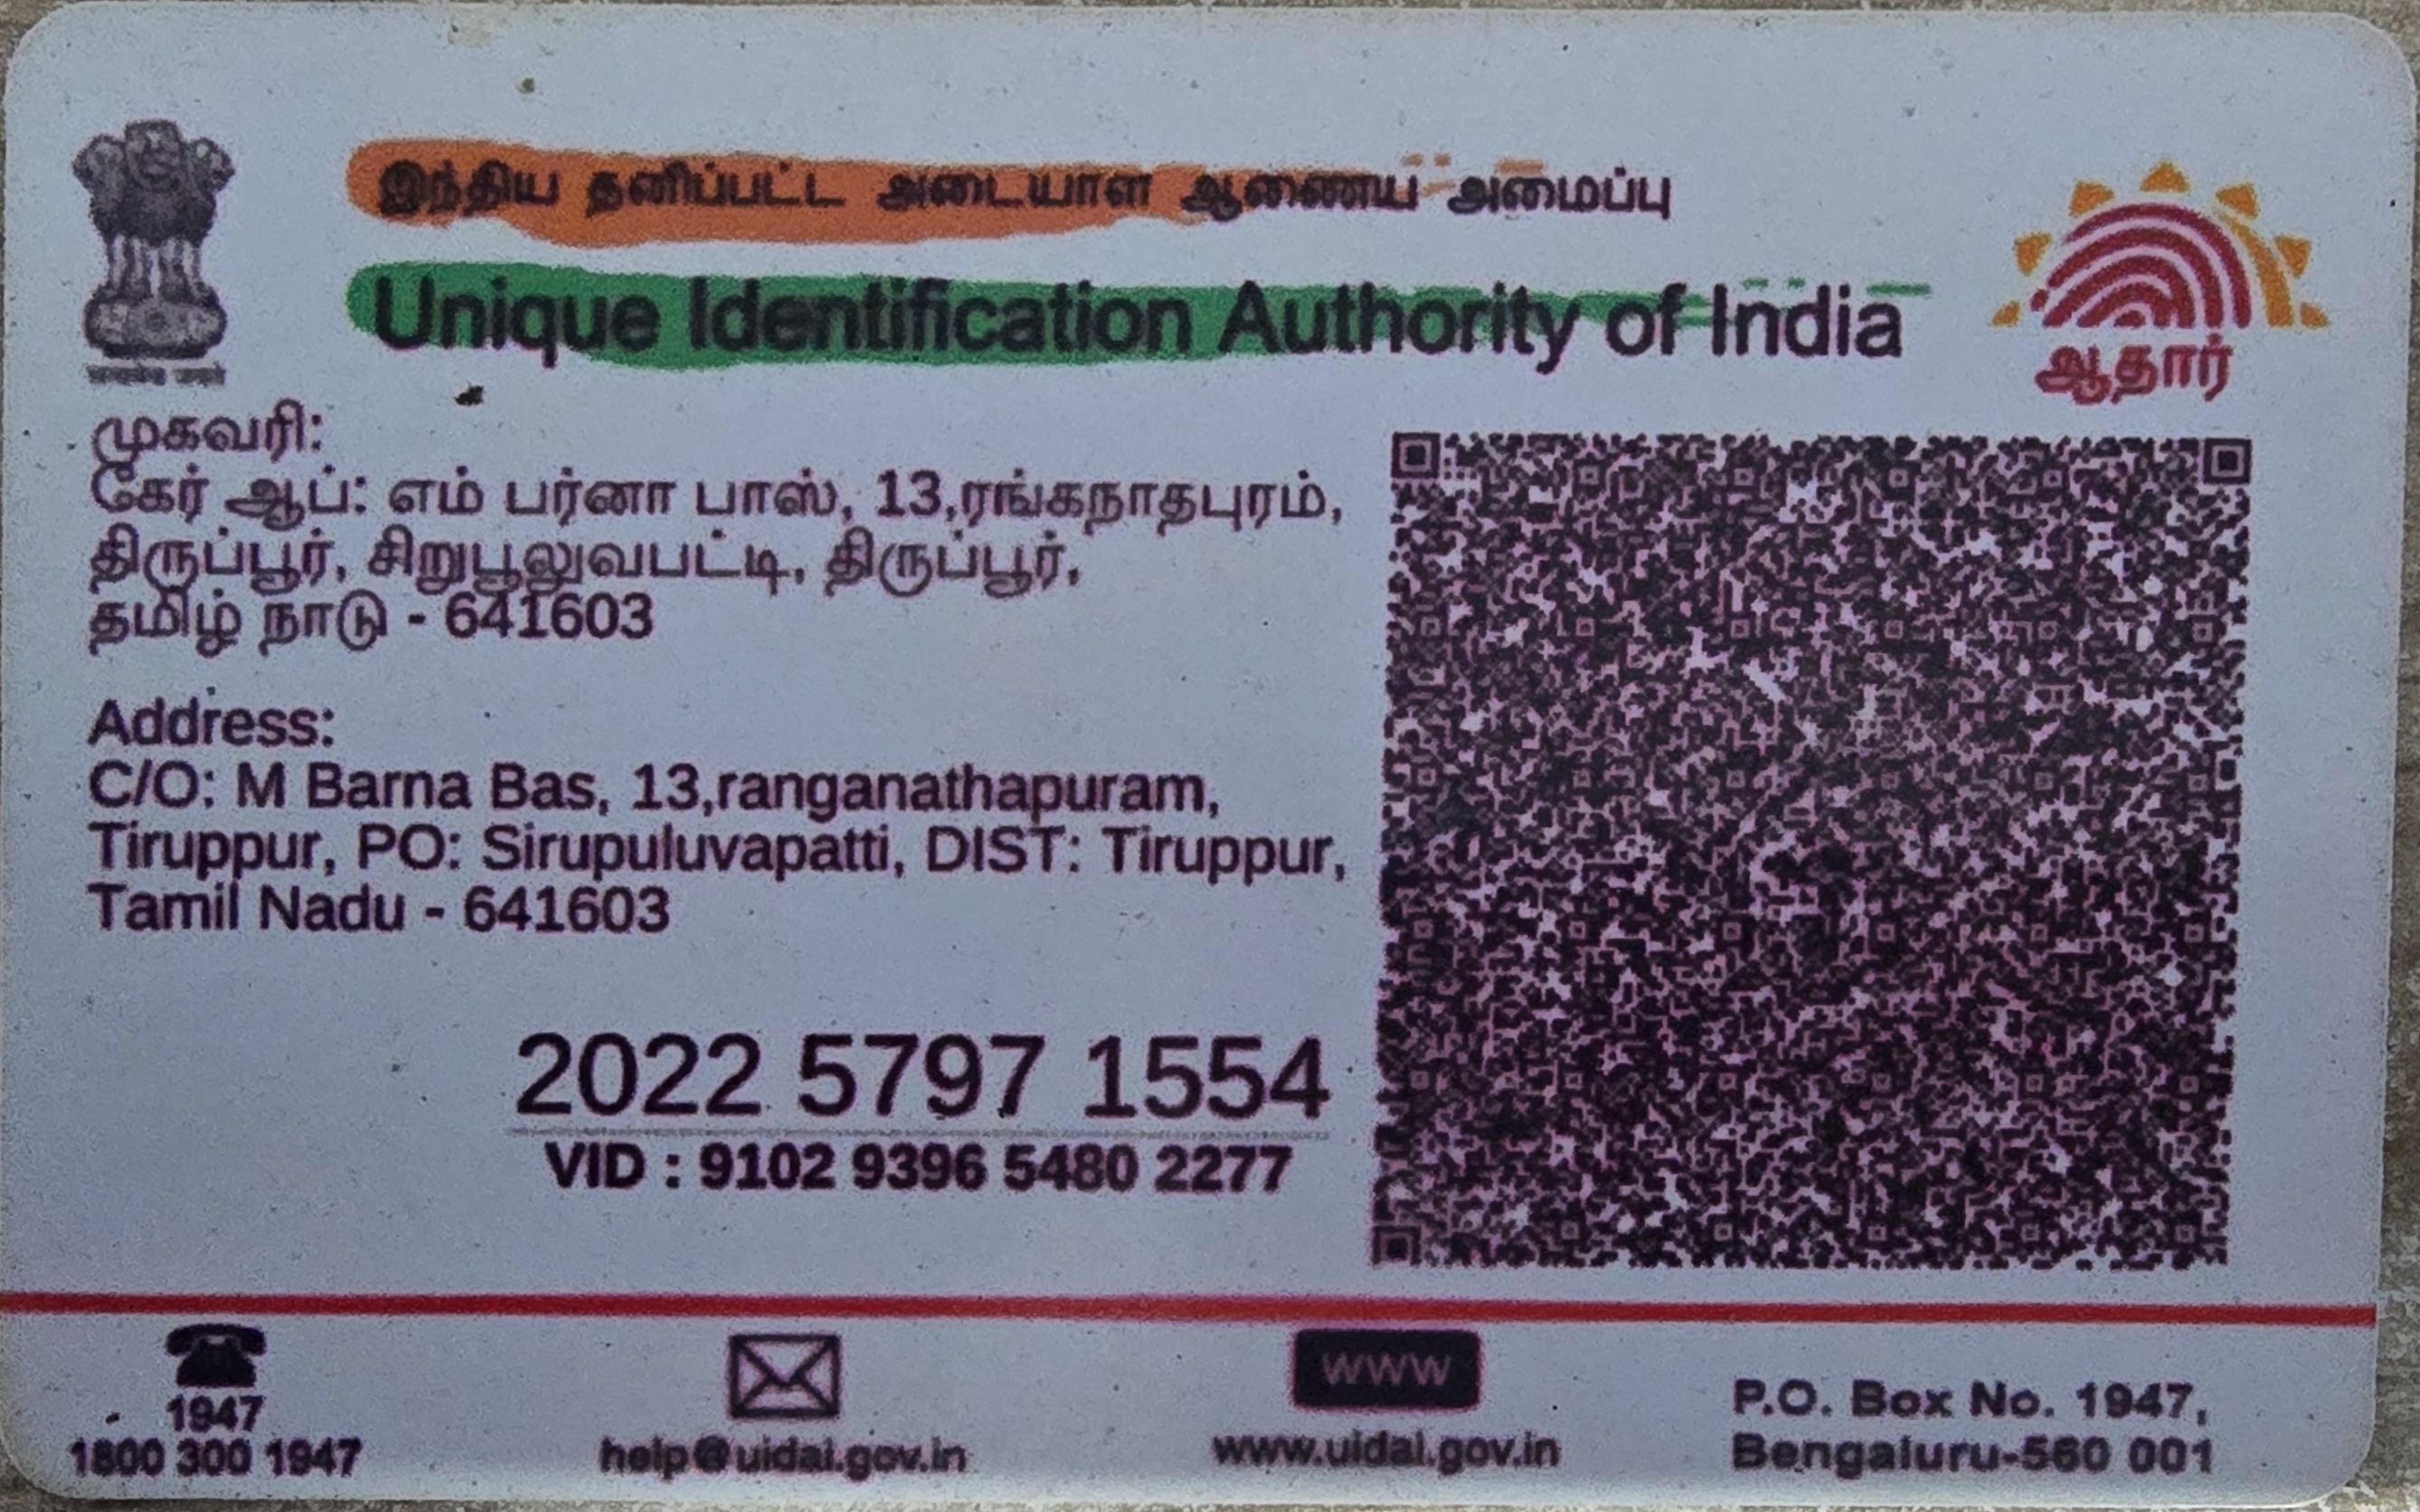 இந்திய தனிப்பட்ட அடையாள ஆணைய அமைப்பு
Unique Identification Authority of India
ஆதார்
முகவரி:
கேர் ஆப்: எம் பர்னா பாஸ், 13,ரங்கநாதபுரம்,
திருப்பூர், சிறுபூலுவபட்டி, திருப்பூர்,
தமிழ் நாடு - 641603
Address:
C/O: M Barna Bas, 13,ranganathapuram,
Tiruppur, PO: Sirupuluvapatti, DIST: Tiruppur,
Tamil Nadu - 641603
2022 5797 1554
VID : 9102 9396 5480 2277
1947
1800 300 1947
help@uidai.gov.in
www
www.uidai.gov.in
P.O. Box No. 1947,
Bengaluru-560 001